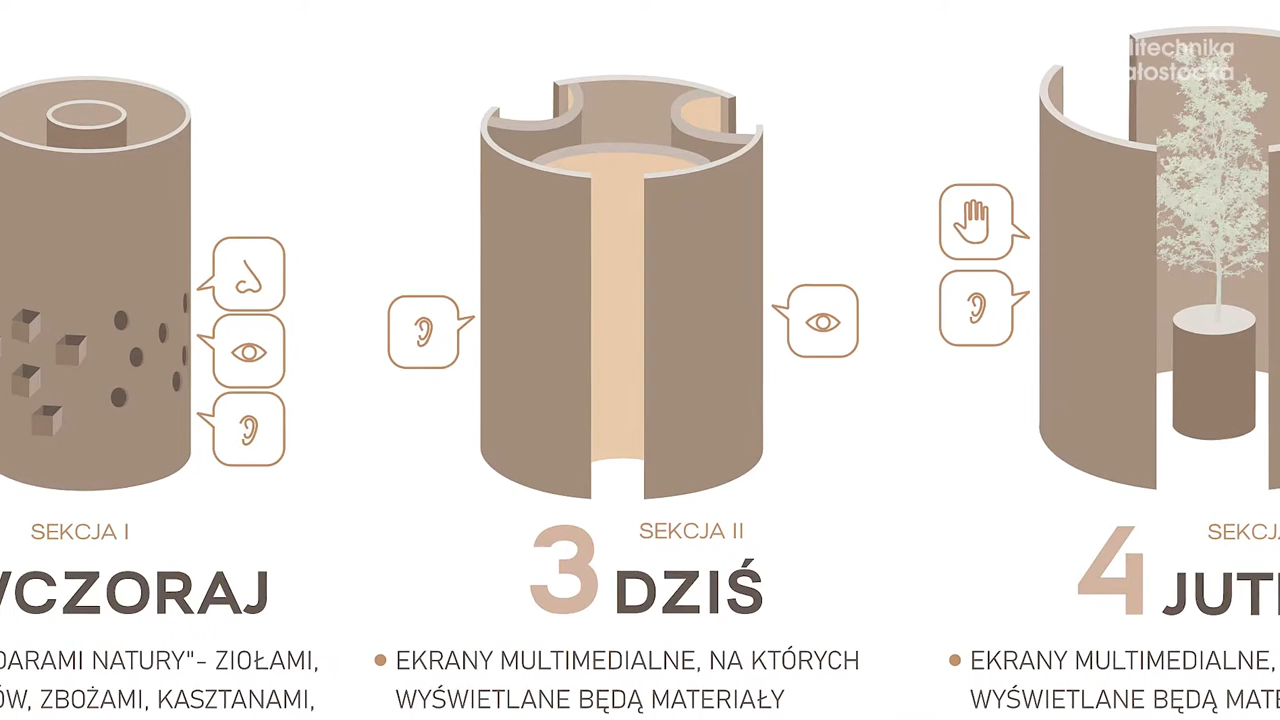 litechnika
ałostocka
SEKCJA I
WCZORAJ
DARAMI NATURY"- ZIOŁAMI,
ÓW, ZBOŻAMI, KASZTANAMI,
SEKCJA II
3 DZIŚ
EKRANY MULTIMEDIALNE, NA KTÓRYCH
WYŚWIETLANE BĘDĄ MATERIAŁY
SEKCJ
4 JUT
EKRANY MULTIMEDIALNE,
WYŚWIETLANE BĘDĄ MATE